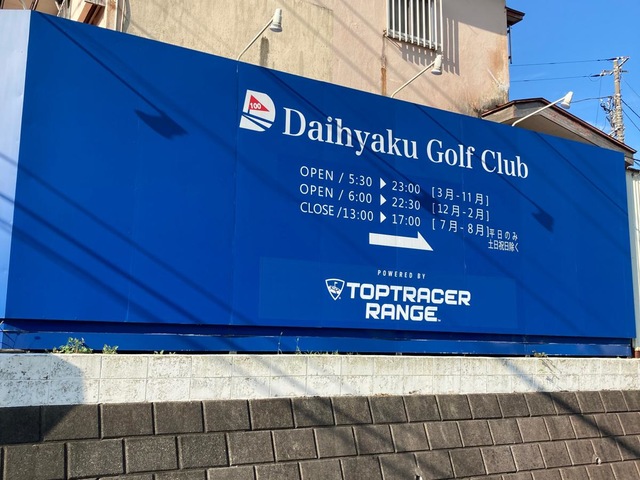 100
Daihyaku Golf Club
OPEN / 5:30 ▶ 23:00 [3月-11月]
OPEN / 6:00 ▶ 22:30 [12月-2月]
CLOSE / 13:00 ▶ 17:00 [7月-8月] 平日のみ
土日祝日除く
POWERED BY
TOPTRACER
RANGE™